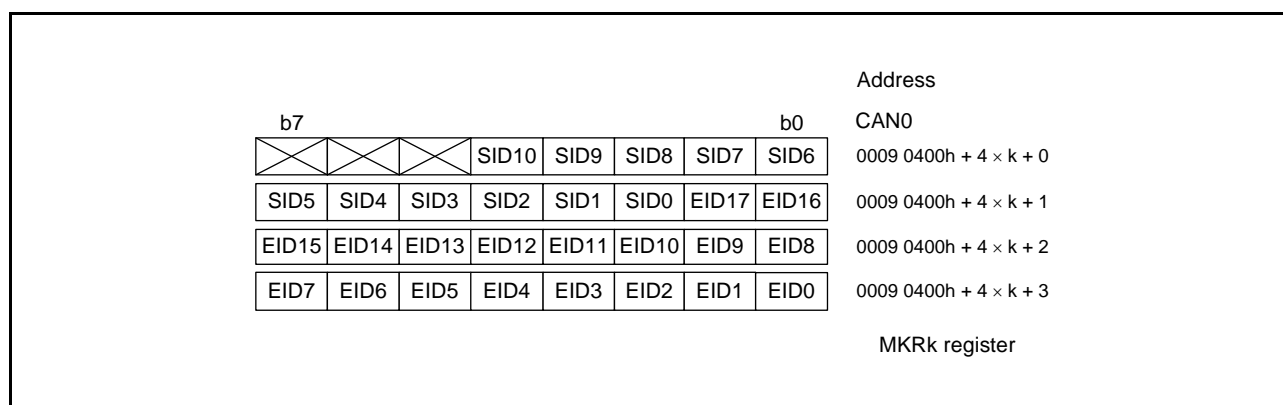 Address
b7 b0 CAN0
SID10 SID9 SID8 SID7 SID6 0009 0400h + 4 × k + 0
SID5 SID4 SID3 SID2 SID1 SID0 EID17 EID16 0009 0400h + 4 × k + 1
EID15 EID14 EID13 EID12 EID11 EID10 EID9 EID8 0009 0400h + 4 × k + 2
EID7 EID6 EID5 EID4 EID3 EID2 EID1 EID0 0009 0400h + 4 × k + 3
MKRk register